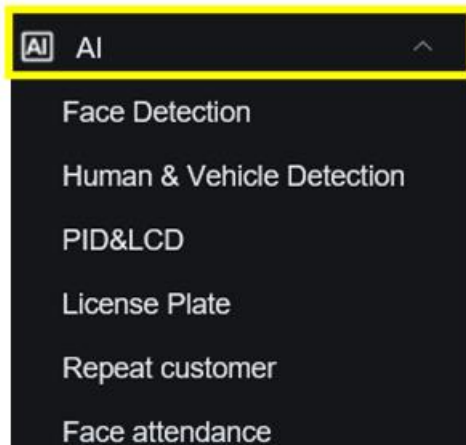 AI AI
Face Detection
Human & Vehicle Detection
PID&LCD
License Plate
Repeat customer
Face attendance